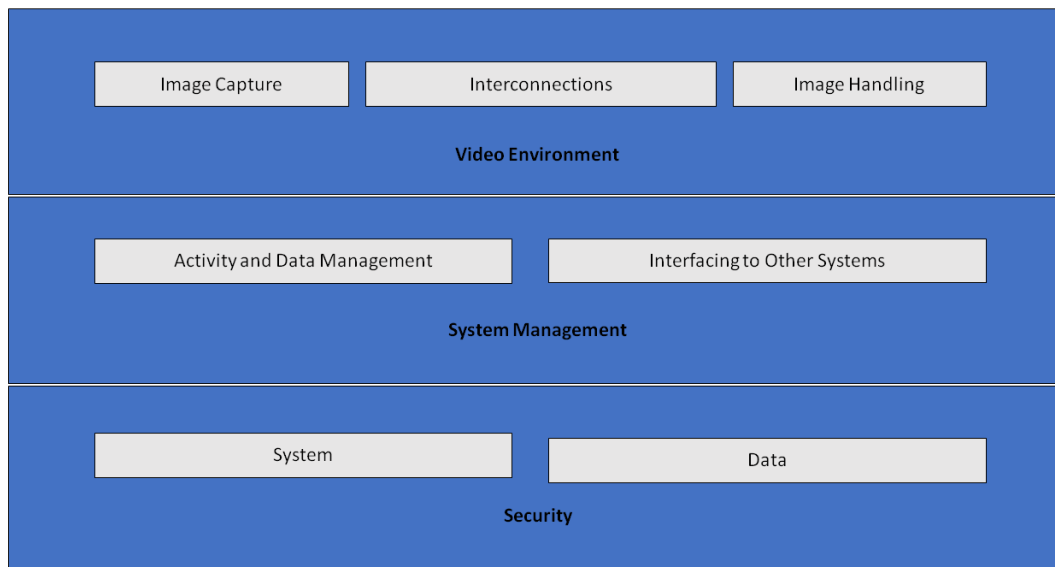 Image Capture
Interconnections
Image Handling
Video Environment
Activity and Data Management
Interfacing to Other Systems
System Management
System
Data
Security